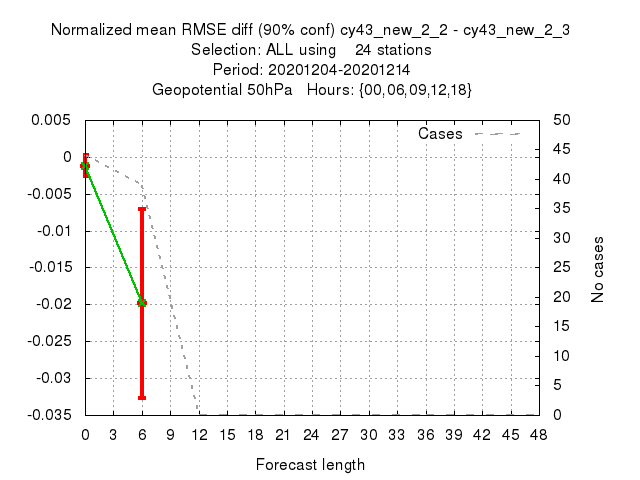 Normalized mean RMSE diff (90% conf) cy43_new_2_2 - cy43_new_2_3
Selection: ALL using    24 stations
Period: 20201204-20201214
Geopotential 50hPa   Hours: {00,06,09,12,18}
Cases
0.005
0
-0.005
-0.01
-0.015
-0.02
-0.025
-0.03
-0.035
50
45
40
35
30
25
20
15
10
5
0
No cases
0 3 6 9 12 15 18 21 24 27 30 33 36 39 42 45 48
Forecast length